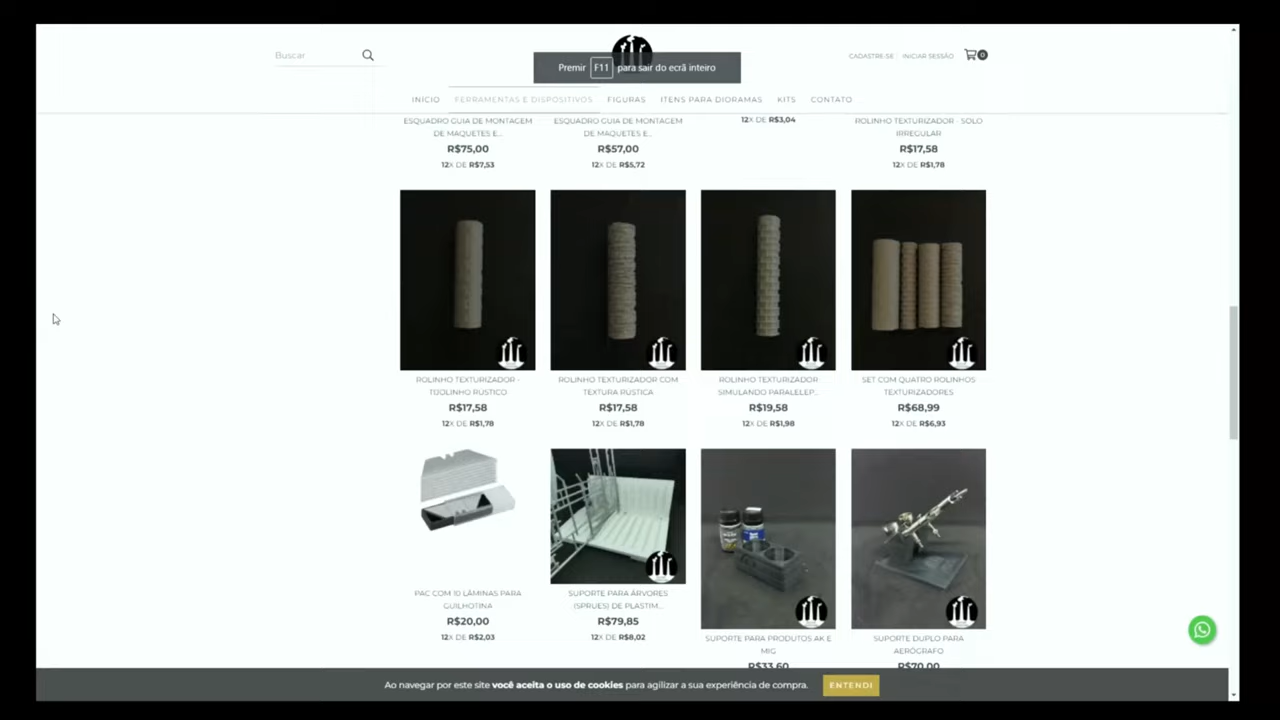 Buscar
CADASTRE-SE
INICIAR SESSÃO
0
Premir F11 para sair do ecrã inteiro
INÍCIO
FERRAMENTAS E DISPOSITIVOS
FIGURAS
ITENS PARA DIORAMAS
KITS
CONTATO
ESQUADRO GUIA DE MONTAGEM
DE MAQUETES E...
R$75,00
12X DE R$7,53
ESQUADRO GUIA DE MONTAGEM
DE MAQUETES E...
R$57,00
12X DE R$5,72
12X DE R$3,04
ROLINHO TEXTURIZADOR - SOLO
IRREGULAR
R$17,58
12X DE R$1,78
ROLINHO TEXTURIZADOR -
TIJOLINHO RÚSTICO
R$17,58
12X DE R$1,78
ROLINHO TEXTURIZADOR COM
TEXTURA RÚSTICA
R$17,58
12X DE R$1,78
ROLINHO TEXTURIZADOR
SIMULANDO PARALELEP...
R$19,58
12X DE R$1,98
SET COM QUATRO ROLINHOS
TEXTURIZADORES
R$68,99
12X DE R$6,93
PAC COM 10 LÂMINAS PARA
GUILHOTINA
R$20,00
12X DE R$2,03
SUPORTE PARA ÁRVORES
(SPRUES) DE PLASTIM...
R$79,85
12X DE R$8,02
SUPORTE PARA PRODUTOS AK E
MIG
R$33,60
SUPORTE DUPLO PARA
AERÓGRAFO
R$70,00
Ao navegar por este site você aceita o uso de cookies para agilizar a sua experiência de compra.
ENTENDI